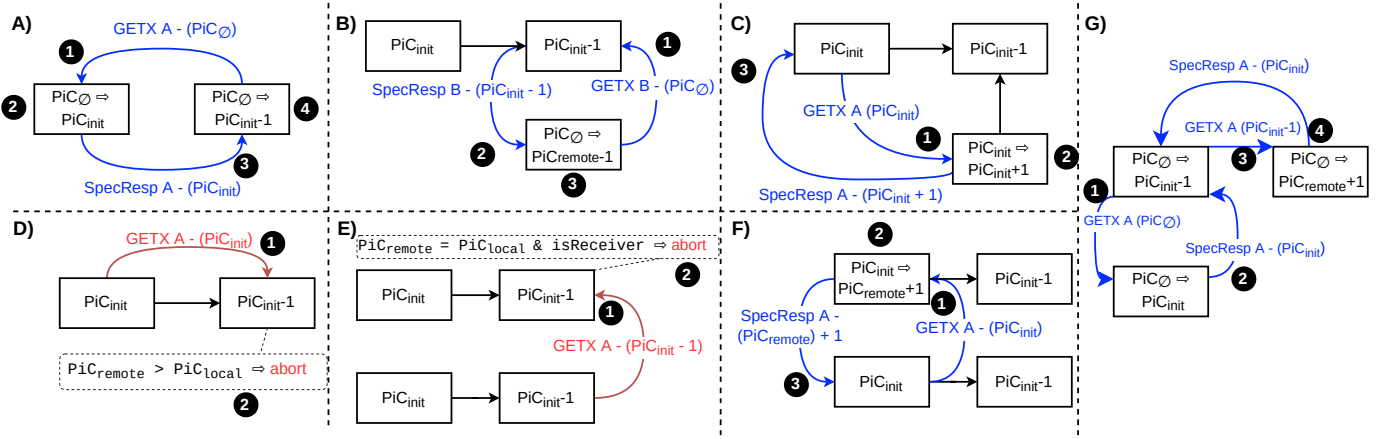 A)
GETX A - (PiC∅)
1
2
PiC∅ ⇨
PiCinit
PiC∅ ⇨
PiCinit-1
4
3
SpecResp A - (PiCinit)
B)
PiCinit
PiCinit-1
1
SpecResp B - (PiCinit - 1)
GETX B - (PiC∅)
2
PiC∅ ⇨
PiCremote-1
3
C)
PiCinit
PiCinit-1
3
GETX A (PiCinit)
1
PiCinit ⇨
PiCinit+1
2
SpecResp A - (PiCinit + 1)
D)
GETX A - (PiCinit)
1
PiCinit
PiCinit-1
PiCremote > PiClocal ⇨ abort
2
E)
PiCremote = PiClocal & isReceiver ⇨ abort
2
PiCinit
PiCinit-1
1
GETX A - (PiCinit - 1)
PiCinit
PiCinit-1
F)
2
PiCinit ⇨
PiCremote+1
PiCinit-1
1
SpecResp A -
(PiCremote) + 1
GETX A - (PiCinit)
3
PiCinit
PiCinit-1
G)
SpecResp A - (PiCinit)
GETX A (PiCinit-1)
4
3
PiC∅ ⇨
PiCinit-1
PiC∅ ⇨
PiCremote+1
1
GETX A (PiC∅)
SpecResp A - (PiCinit)
2
PiC∅ ⇨
PiCinit